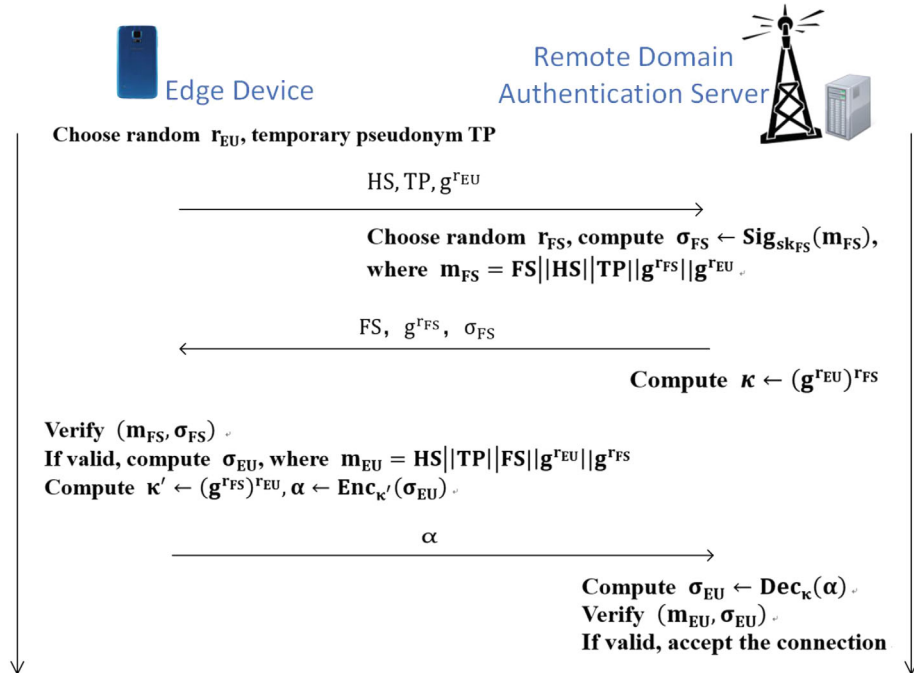 Edge Device
Remote Domain
Authentication Server
Choose random r_EU, temporary pseudonym TP
HS, TP, g^{r_EU}
Choose random r_FS, compute σ_FS ← Sig_{sk_FS}(m_FS),
where m_FS = FS||HS||TP||g^{r_FS}||g^{r_EU}
FS, g^{r_FS}, σ_FS
Compute κ ← (g^{r_EU})^{r_FS}
Verify (m_FS, σ_FS)
If valid, compute σ_EU, where m_EU = HS||TP||FS||g^{r_EU}||g^{r_FS}
Compute κ′ ← (g^{r_FS})^{r_EU}, α ← Enc_{κ′}(σ_EU)
α
Compute σ_EU ← Dec_κ(α)
Verify (m_EU, σ_EU)
If valid, accept the connection